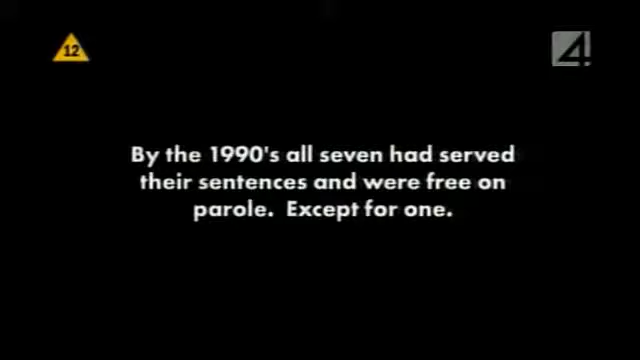 12
4!
By the 1990's all seven had served
their sentences and were free on
parole.  Except for one.